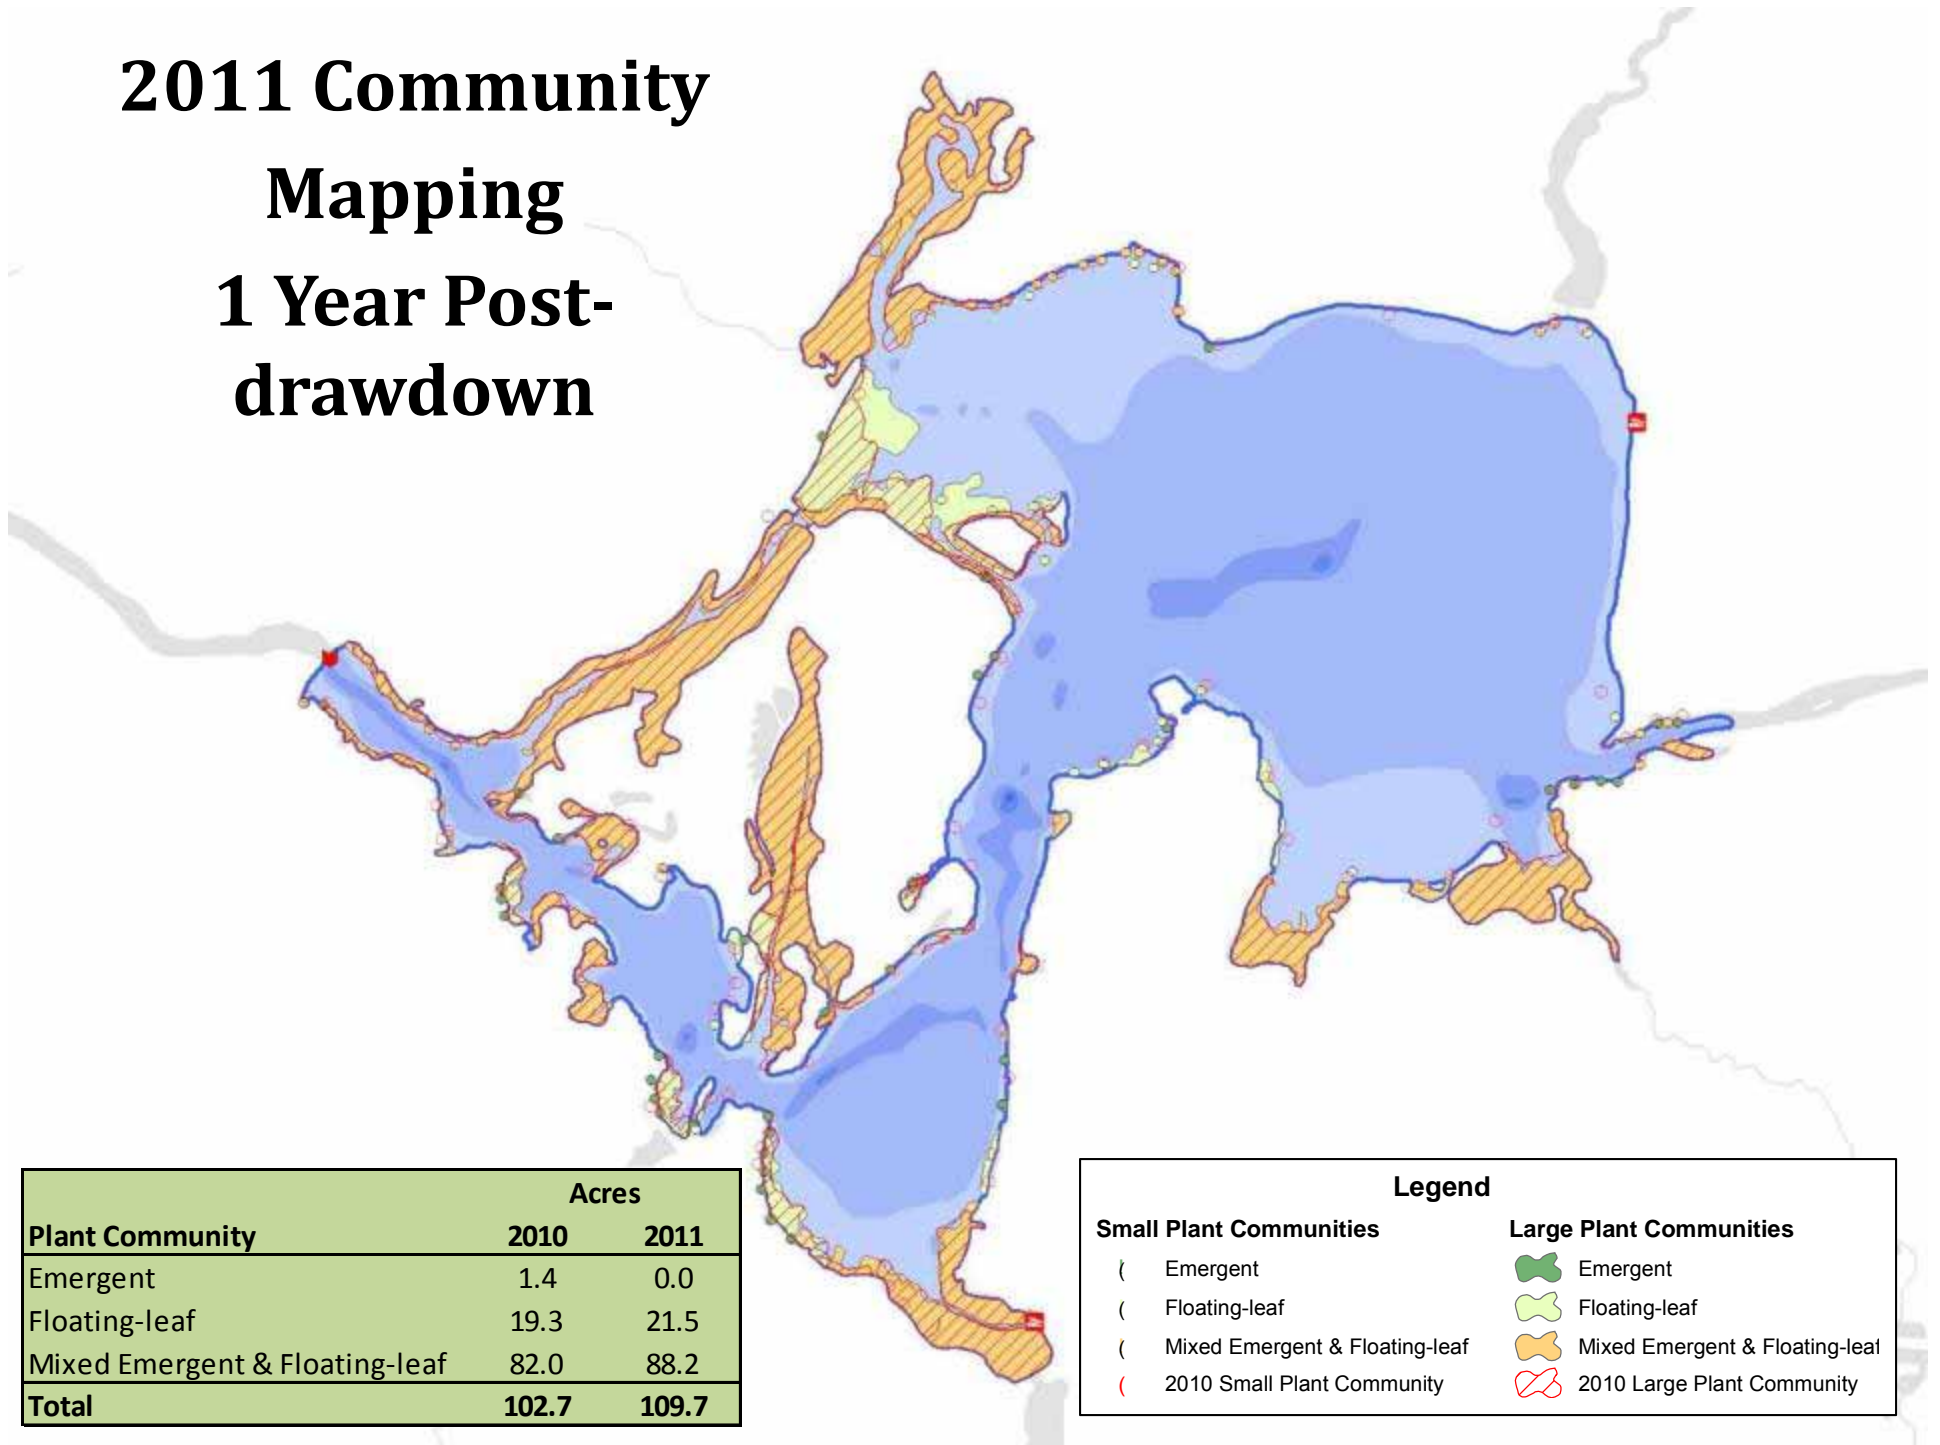 2011 Community
Mapping
1 Year Post-
drawdown
Acres
Plant Community 2010 2011
Emergent 1.4 0.0
Floating-leaf 19.3 21.5
Mixed Emergent & Floating-leaf 82.0 88.2
Total 102.7 109.7
Legend
Small Plant Communities
( Emergent
( Floating-leaf
( Mixed Emergent & Floating-leaf
( 2010 Small Plant Community
Large Plant Communities
Emergent
Floating-leaf
Mixed Emergent & Floating-leaf
2010 Large Plant Community